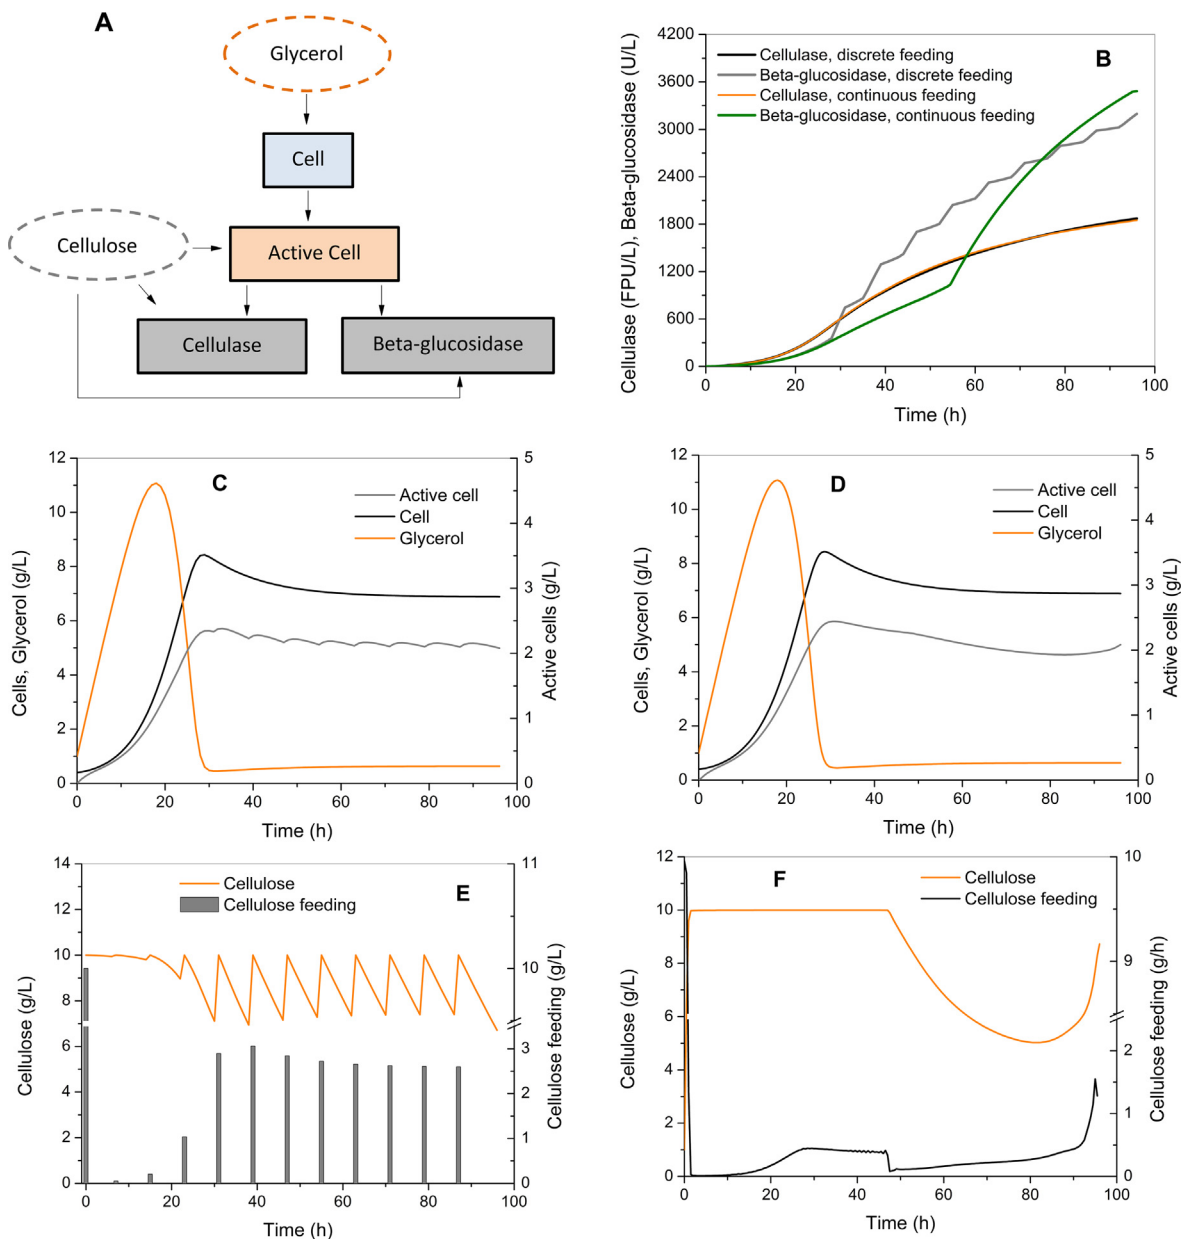 A
Glycerol
Cell
Cellulose
Active Cell
Cellulase
Beta-glucosidase
B
Cellulase, discrete feeding
Beta-glucosidase, discrete feeding
Cellulase, continuous feeding
Beta-glucosidase, continuous feeding
Cellulase (FPU/L), Beta-glucosidase (U/L)
4200
3600
3000
2400
1800
1200
600
0
0 20 40 60 80 100
Time (h)
C
Active cell
Cell
Glycerol
Cells, Glycerol (g/L)
12
10
8
6
4
2
0
5
4
3
2
1
0
Active cells (g/L)
0 20 40 60 80 100
Time (h)
D
Active cell
Cell
Glycerol
Cells, Glycerol (g/L)
12
10
8
6
4
2
0
5
4
3
2
1
0
Active cells (g/L)
0 20 40 60 80 100
Time (h)
E
Cellulose
Cellulose feeding
Cellulose (g/L)
14
12
10
8
6
4
2
0
11
10
3
2
1
0
Cellulose feeding (g/L)
0 20 40 60 80 100
Time (h)
F
Cellulose
Cellulose feeding
Cellulose (g/L)
12
10
8
6
4
2
0
10
9
2
1
0
Cellulose feeding (g/h)
0 20 40 60 80 100
Time (h)